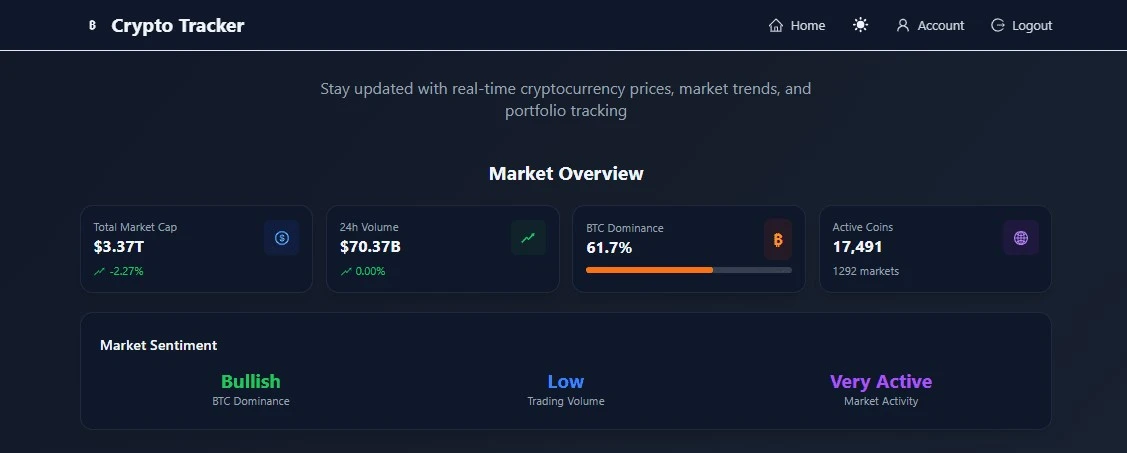 Crypto Tracker
Home
Account
Logout
Stay updated with real-time cryptocurrency prices, market trends, and
portfolio tracking
Market Overview
Total Market Cap
$3.37T
-2.27%
24h Volume
$70.37B
0.00%
BTC Dominance
61.7%
Active Coins
17,491
1292 markets
Market Sentiment
Bullish
BTC Dominance
Low
Trading Volume
Very Active
Market Activity